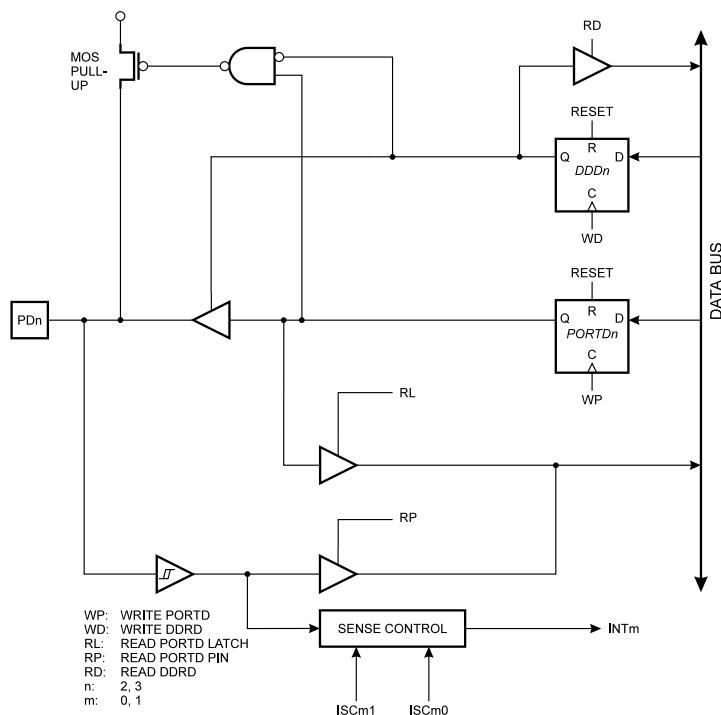 RD
MOS
PULL-
UP
RESET
R
Q D
DDDn
C
WD
DATA BUS
RESET
R
PDn
Q D
PORTDn
C
WP
RL
RP
WP: WRITE PORTD
WD: WRITE DDRD
RL: READ PORTD LATCH
RP: READ PORTD PIN
RD: READ DDRD
n: 2, 3
m: 0, 1
SENSE CONTROL
INTm
ISCm1 ISCm0